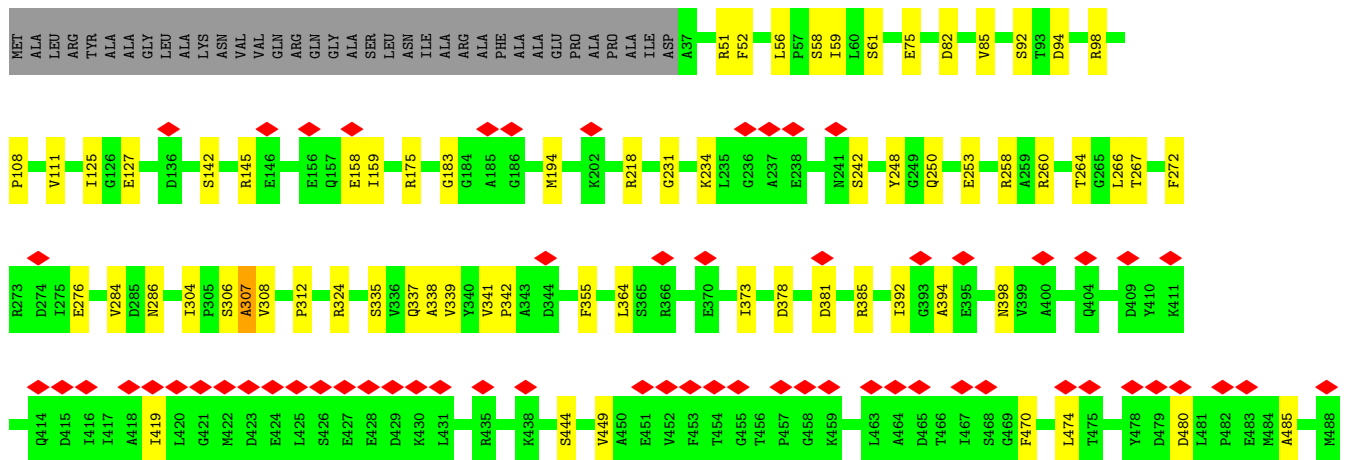 MET ALA LEU ARG TYR ALA ALA GLY LEU ALA LYS ASN VAL VAL GLN ARG GLN GLY ALA SER LEU ASN ILE ALA ARG ALA PHE ALA ALA GLU PRO ALA PRO ALA ILE ASP A37 R51 F52 L56 P57 S58 I59 L60 S61 E75 D82 V85 S92 T93 D94 R98
P108 V111 I125 G126 E127 D136 S142 R145 E146 E156 Q157 E158 I159 R175 G183 G184 A185 G186 M194 K202 R218 G231 K234 L235 G236 A237 E238 N241 S242 Y248 G249 Q250 E253 R258 A259 R260 T264 G265 L266 T267 F272
R273 D274 I275 E276 V284 D285 N286 I304 P305 S306 A307 V308 P312 R324 S335 V336 Q337 A338 V339 Y340 V341 P342 A343 D344 F355 L364 S365 R366 E370 I373 D378 D381 R385 I392 G393 A394 E395 N398 V399 A400 Q404 D409 Y410 K411
Q414 D415 I416 I417 A418 I419 L420 G421 M422 D423 E424 L425 S426 E427 E428 D429 K430 L431 R435 K438 S444 V449 A450 E451 V452 F453 T454 G455 T456 P457 G458 K459 L463 A464 D465 T466 I467 S468 G469 F470 L474 T475 Y478 D479 D480 L481 P482 E483 M484 A485 M488